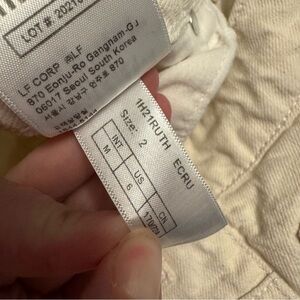 LOT # 2021
LF CORP ㈜LF
870 Eonju-Ro Gangnam-GU
06017 Seoul South Korea
서울시 강남구 언주로 870
1H21RUTH ECRU
Size: 2
INT. US CN
M 6